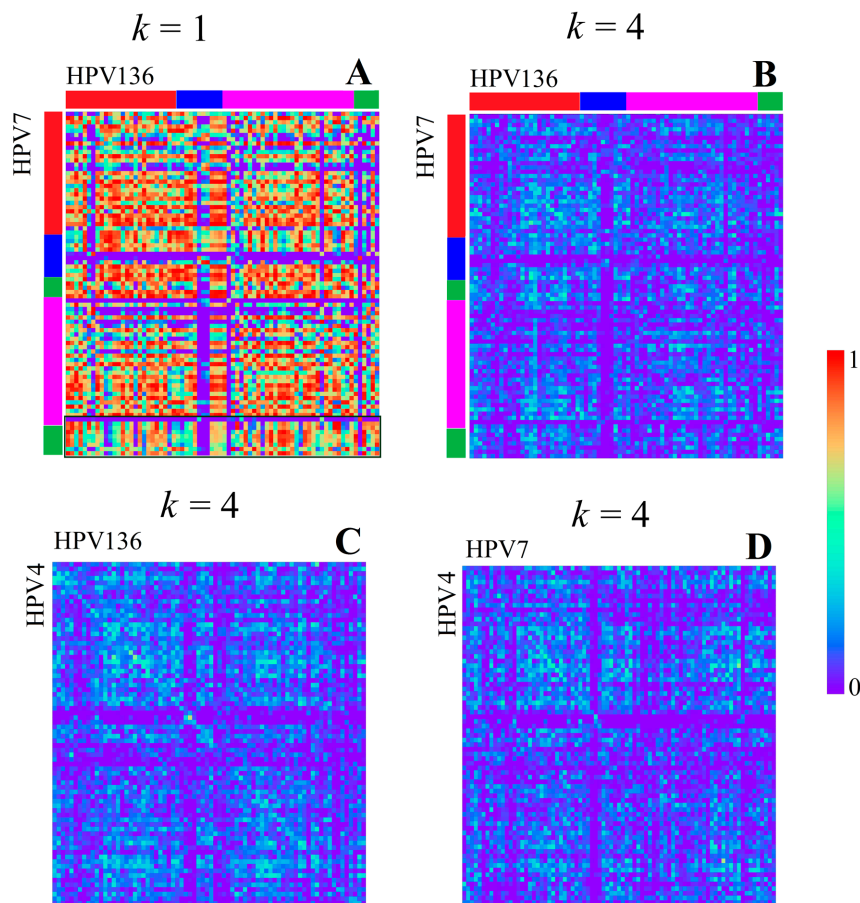 k = 1
k = 4
HPV136
A
HPV136
B
HPV7
HPV7
1
0
k = 4
k = 4
HPV136
C
HPV7
D
HPV4
HPV4